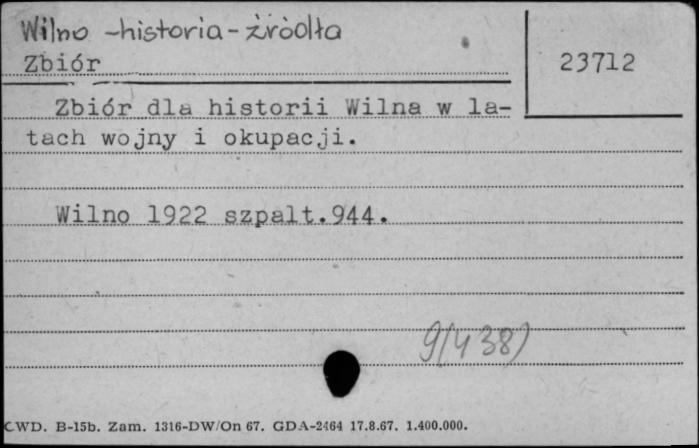 Wilno - historia - źródła
Zbiór
23712
Zbiór dla historii Wilna w la-
tach wojny i okupacji.
Wilno 1922 szpalt.944.
9(438)
CWD. B-15b. Zam. 1316-DW/On 67. GDA-2464 17.8.67. 1.400.000.